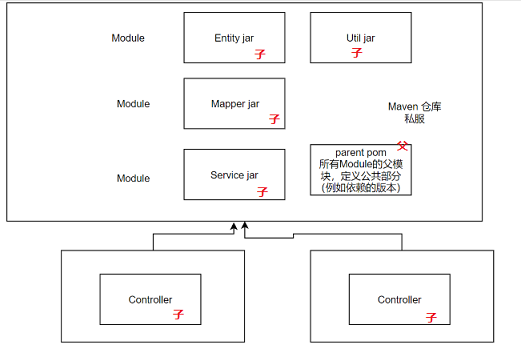 Module
Entity jar
子
Util jar
子
Module
Mapper jar
子
Maven 仓库
私服
Module
Service jar
子
父
parent pom
所有Module的父模
块，定义公共部分
(例如依赖的版本)
Controller
子
Controller
子